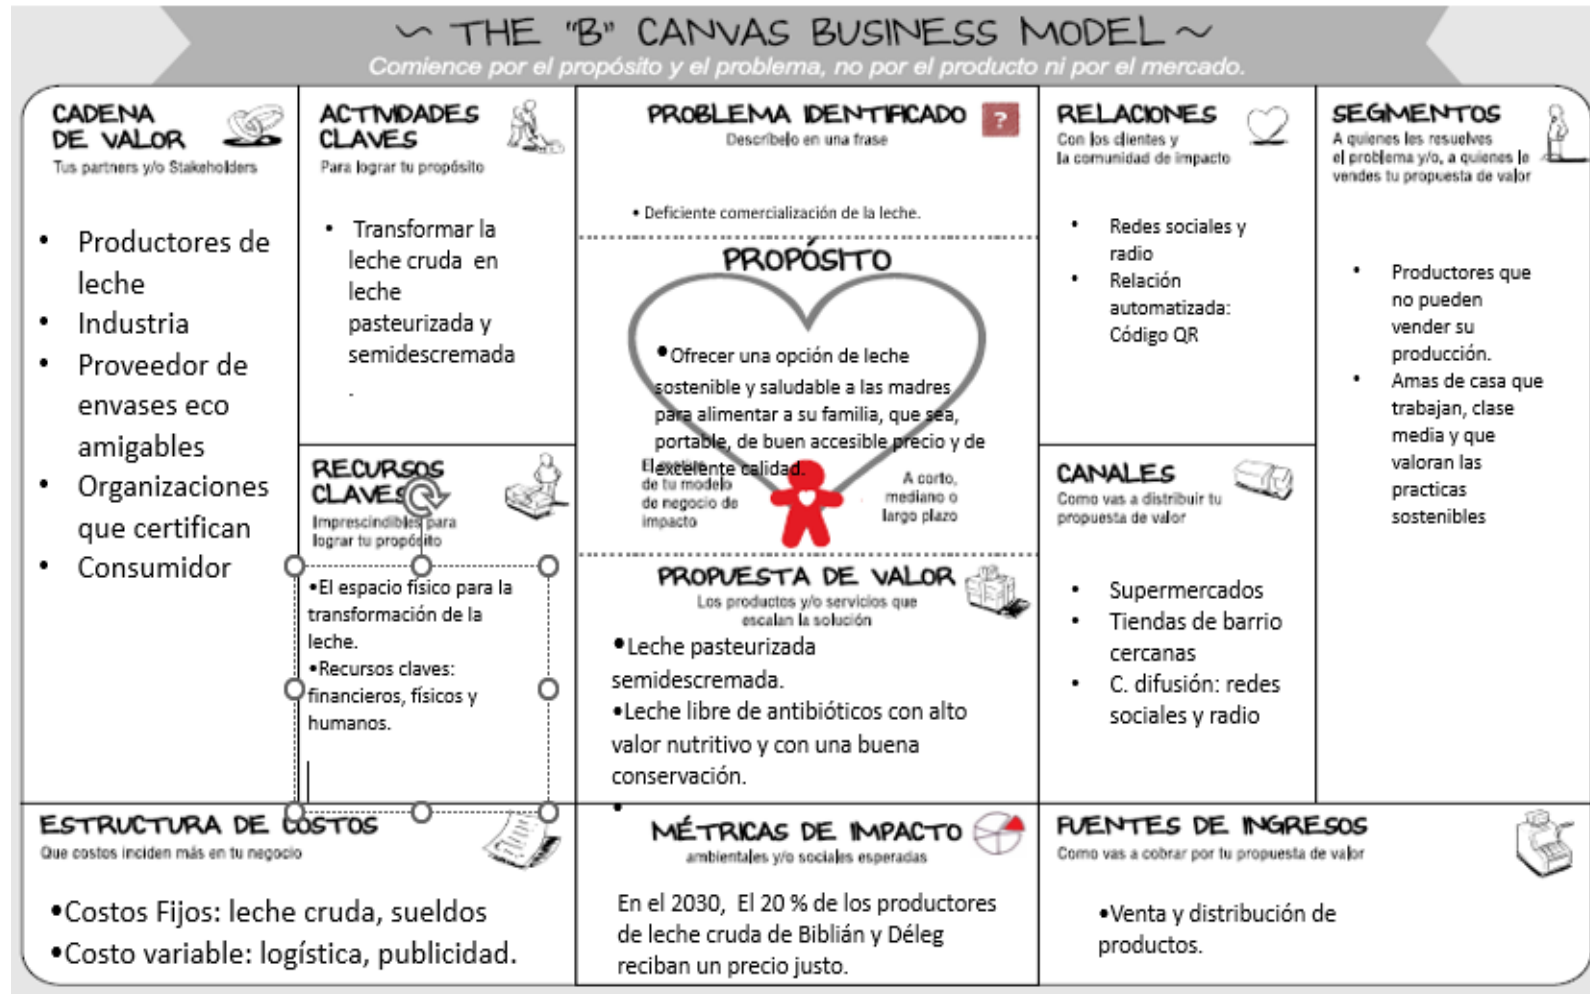 ~ THE "B" CANVAS BUSINESS MODEL ~
Comience por el propósito y el problema, no por el producto ni por el mercado.
CADENA
DE VALOR
Tus partners y/o Stakeholders
• Productores de
leche
• Industria
• Proveedor de
envases eco
amigables
• Organizaciones
que certifican
• Consumidor
ACTIVIDADES
CLAVES
Para lograr tu propósito
• Transformar la
leche cruda en
leche
pasteurizada y
semidescremada
.
RECURSOS
CLAVES
Imprescindibles para
lograr tu propósito
•El espacio físico para la
transformación de la
leche.
•Recursos claves:
financieros, físicos y
humanos.
PROBLEMA IDENTIFICADO
?
Descríbelo en una frase
• Deficiente comercialización de la leche.
PROPÓSITO
•Ofrecer una opción de leche
sostenible y saludable a las madres
para alimentar a su familia, que sea,
portable, de buen accesible precio y de
excelente calidad.
El
de tu modelo
de negocio de
impacto
A corto,
mediano o
largo plazo
PROPUESTA DE VALOR
Los productos y/o servicios que
escalan la solución
•Leche pasteurizada
semidescremada.
•Leche libre de antibióticos con alto
valor nutritivo y con una buena
conservación.
•
RELACIONES
Con los clientes y
la comunidad de impacto
• Redes sociales y
radio
• Relación
automatizada:
Código QR
CANALES
Como vas a distribuir tu
propuesta de valor
• Supermercados
• Tiendas de barrio
cercanas
• C. difusión: redes
sociales y radio
SEGMENTOS
A quienes les resuelves
el problema y/o, a quienes le
vendes tu propuesta de valor
• Productores que
no pueden
vender su
producción.
• Amas de casa que
trabajan, clase
media y que
valoran las
practicas
sostenibles
ESTRUCTURA DE COSTOS
Que costos inciden más en tu negocio
•Costos Fijos: leche cruda, sueldos
•Costo variable: logística, publicidad.
MÉTRICAS DE IMPACTO
ambientales y/o sociales esperadas
En el 2030, El 20 % de los productores
de leche cruda de Biblián y Déleg
reciban un precio justo.
FUENTES DE INGRESOS
Como vas a cobrar por tu propuesta de valor
•Venta y distribución de
productos.